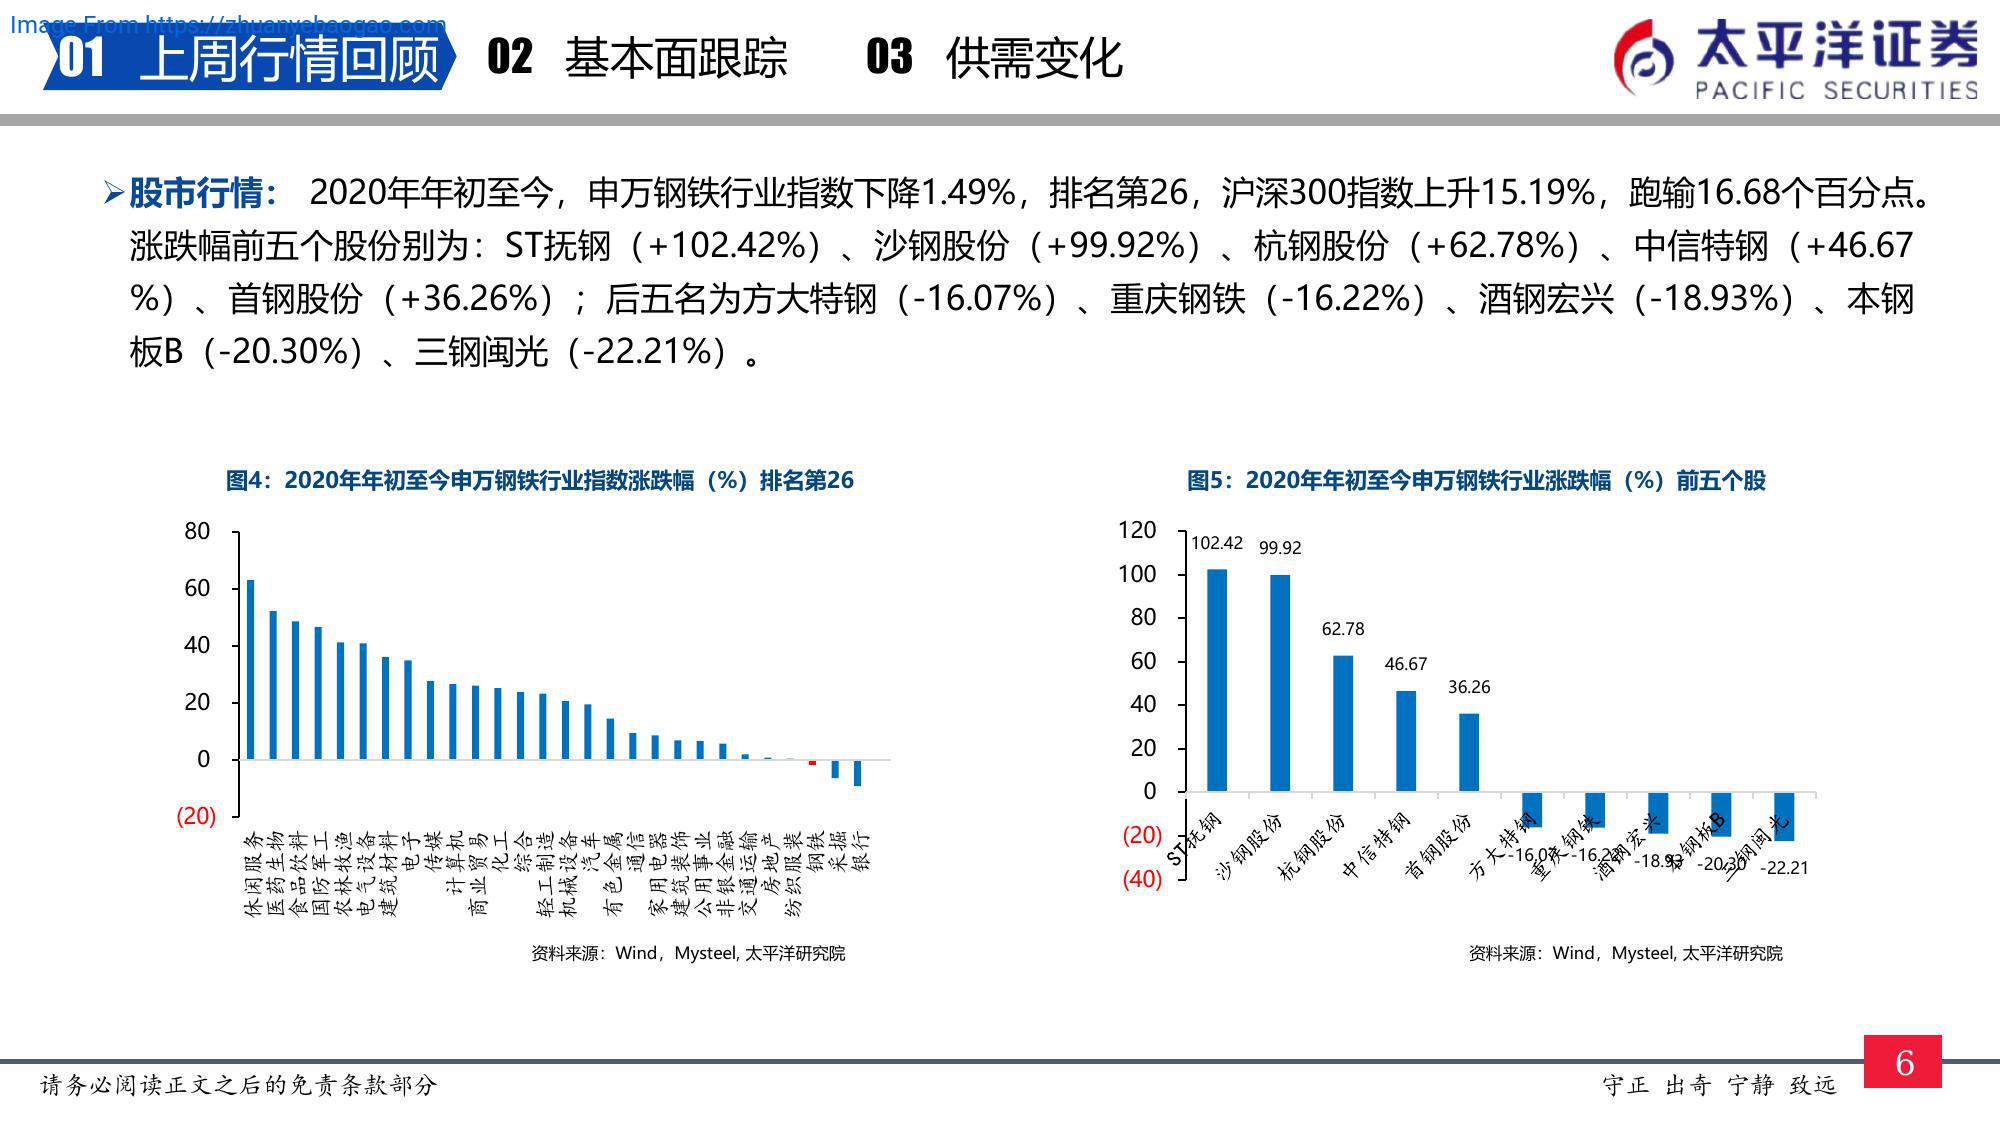 Image From https://zhuanyebaogao.com
01 上周行情回顾 02 基本面跟踪 03 供需变化
太平洋证券
PACIFIC SECURITIES
➢股市行情： 2020年年初至今，申万钢铁行业指数下降1.49%，排名第26，沪深300指数上升15.19%，跑输16.68个百分点。
涨跌幅前五个股份别为：ST抚钢（+102.42%）、沙钢股份（+99.92%）、杭钢股份（+62.78%）、中信特钢（+46.67
%）、首钢股份（+36.26%）；后五名为方大特钢（-16.07%）、重庆钢铁（-16.22%）、酒钢宏兴（-18.93%）、本钢
板B（-20.30%）、三钢闽光（-22.21%）。
图4：2020年年初至今申万钢铁行业指数涨跌幅（%）排名第26
80
60
40
20
0
(20)
休闲服务
医药生物
食品饮料
国防军工
农林牧渔
电气设备
建筑材料
电子
传媒
计算机
商业贸易
化工
综合
轻工制造
机械设备
汽车
有色金属
通信
家用电器
建筑装饰
公用事业
非银金融
交通运输
房地产
纺织服装
钢铁
采掘
银行
资料来源：Wind，Mysteel, 太平洋研究院
图5：2020年年初至今申万钢铁行业涨跌幅（%）前五个股
120
100
80
60
40
20
0
(20)
(40)
102.42
99.92
62.78
46.67
36.26
-16.07
-16.22
-18.93
-20.30
-22.21
ST抚钢
沙钢股份
杭钢股份
中信特钢
首钢股份
方大特钢
重庆钢铁
酒钢宏兴
本钢板B
三钢闽光
资料来源：Wind，Mysteel, 太平洋研究院
请务必阅读正文之后的免责条款部分
守正 出奇 宁静 致远
6